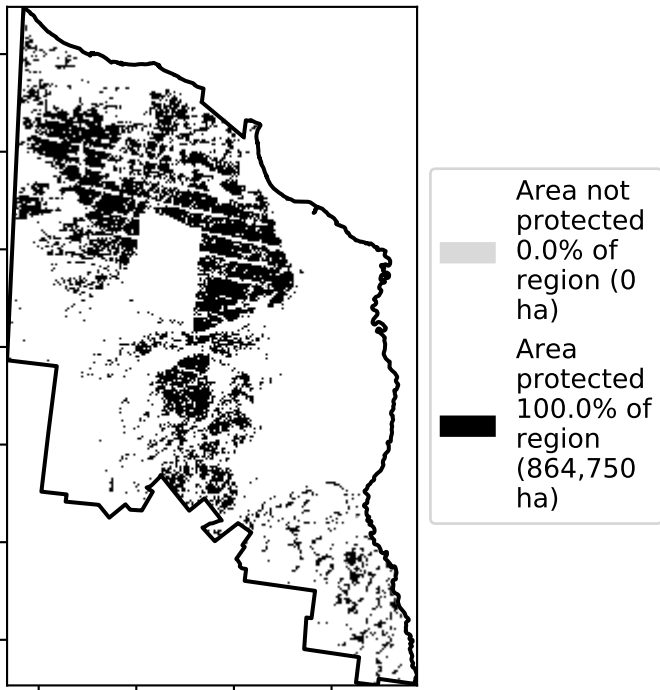 Area not
protected
0.0% of
region (0
ha)
Area
protected
100.0% of
region
(864,750
ha)